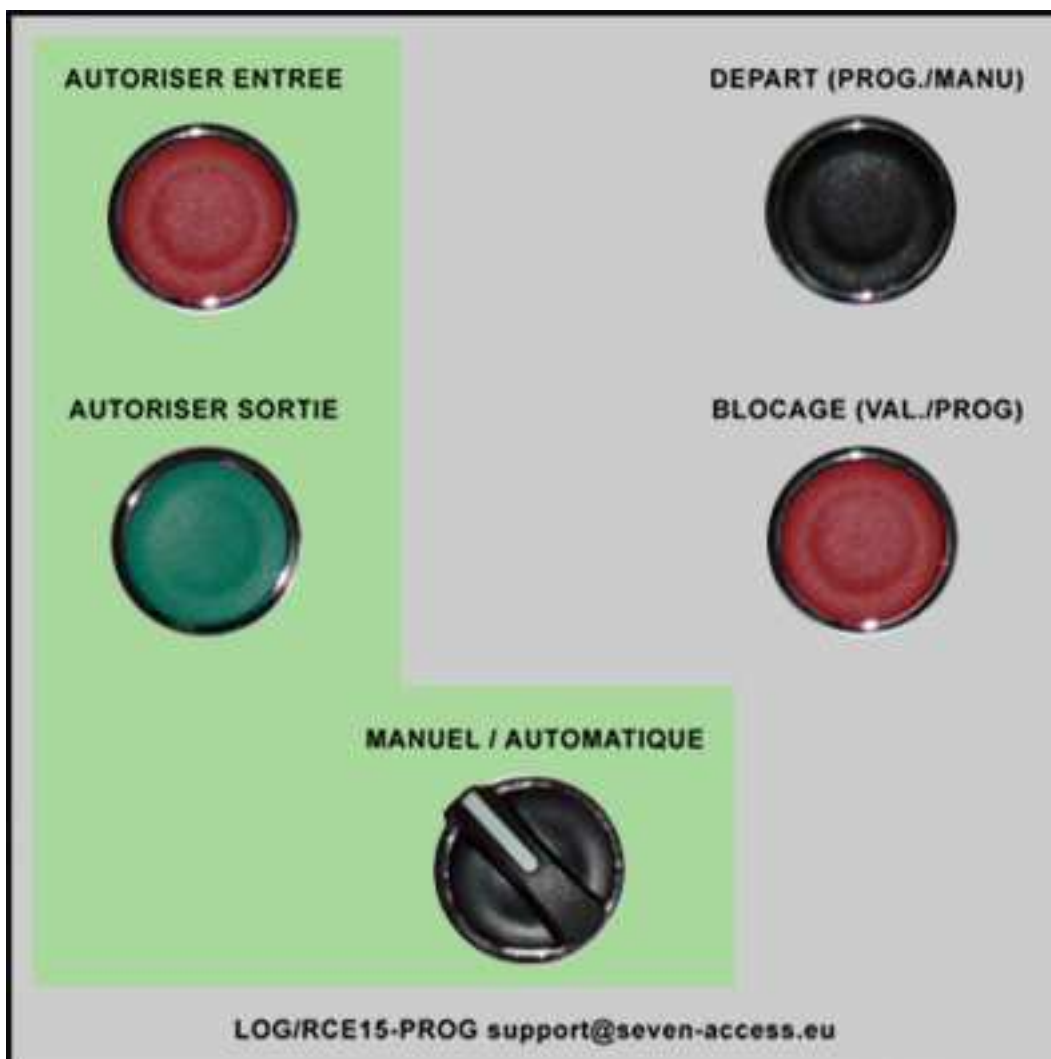 AUTORISER ENTREE
DEPART (PROG./MANU)
AUTORISER SORTIE
BLOCAGE (VAL./PROG)
MANUEL / AUTOMATIQUE
LOG/RCE15-PROG support@seven-access.eu